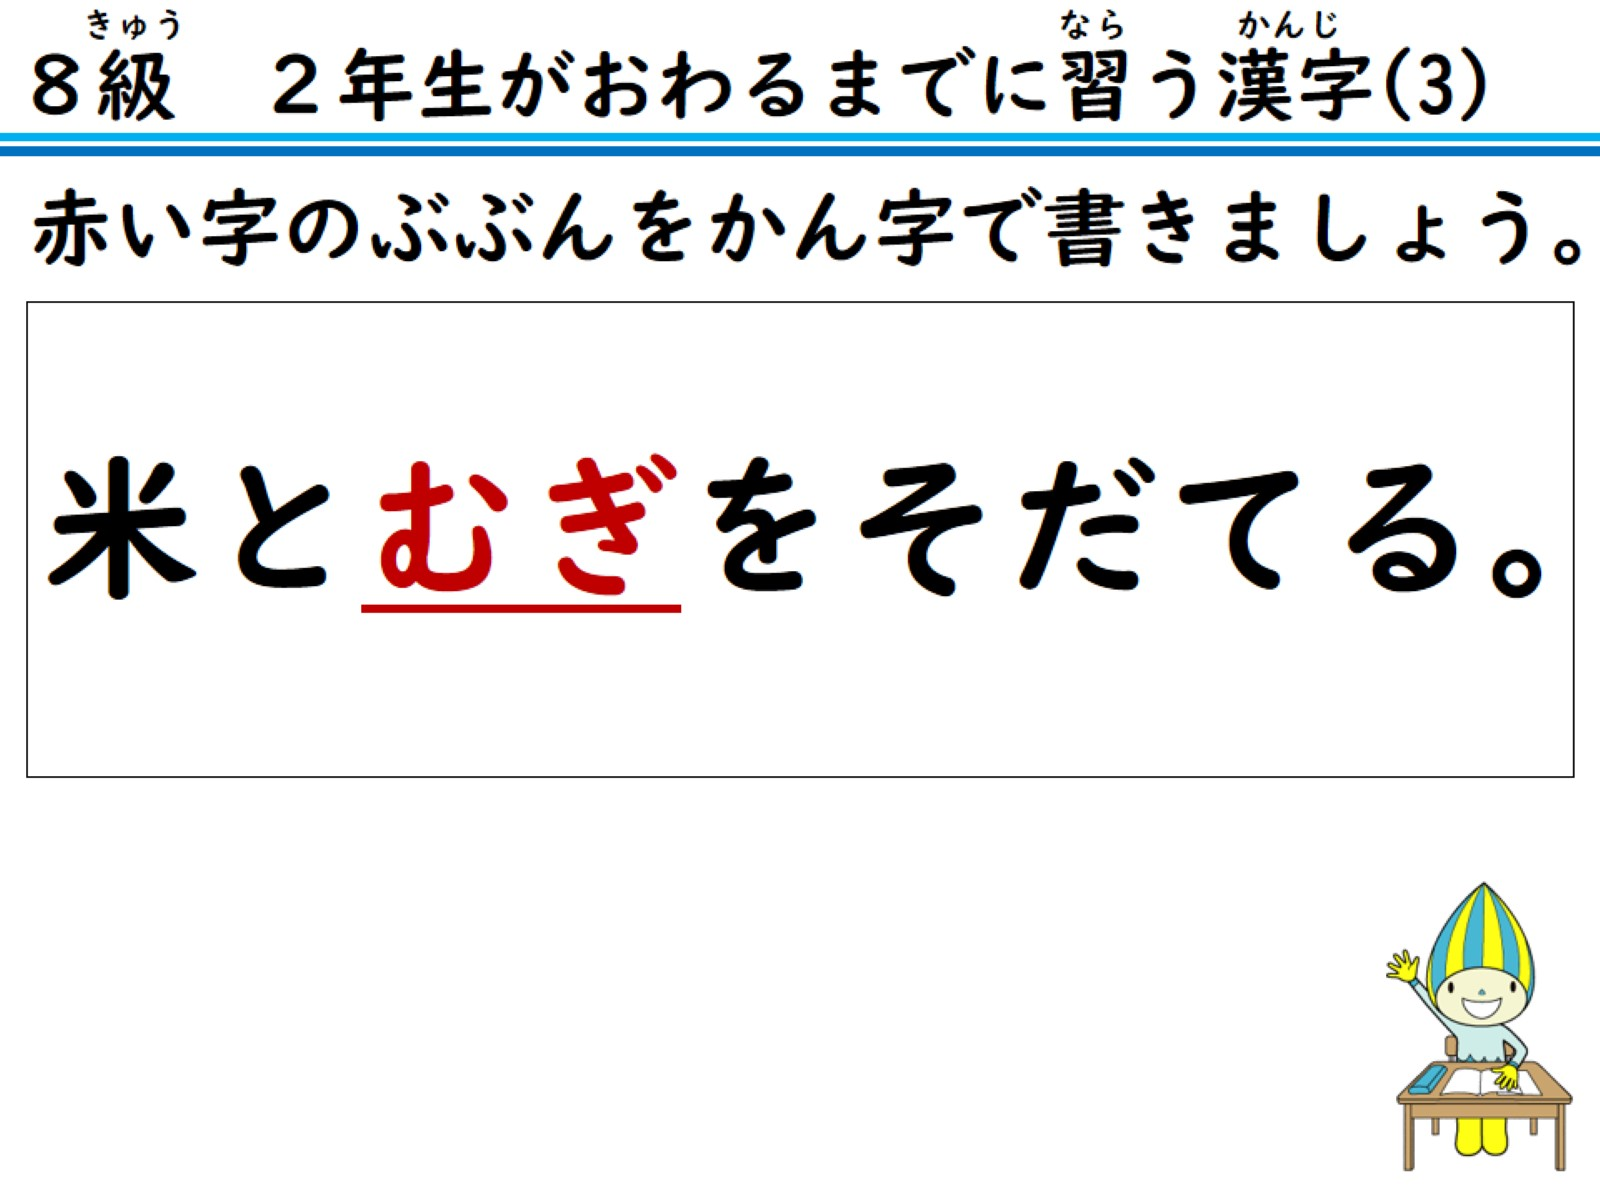 きゅう なら かんじ
８級　２年生がおわるまでに習う漢字(3)
赤い字のぶぶんをかん字で書きましょう。
米とむぎをそだてる。